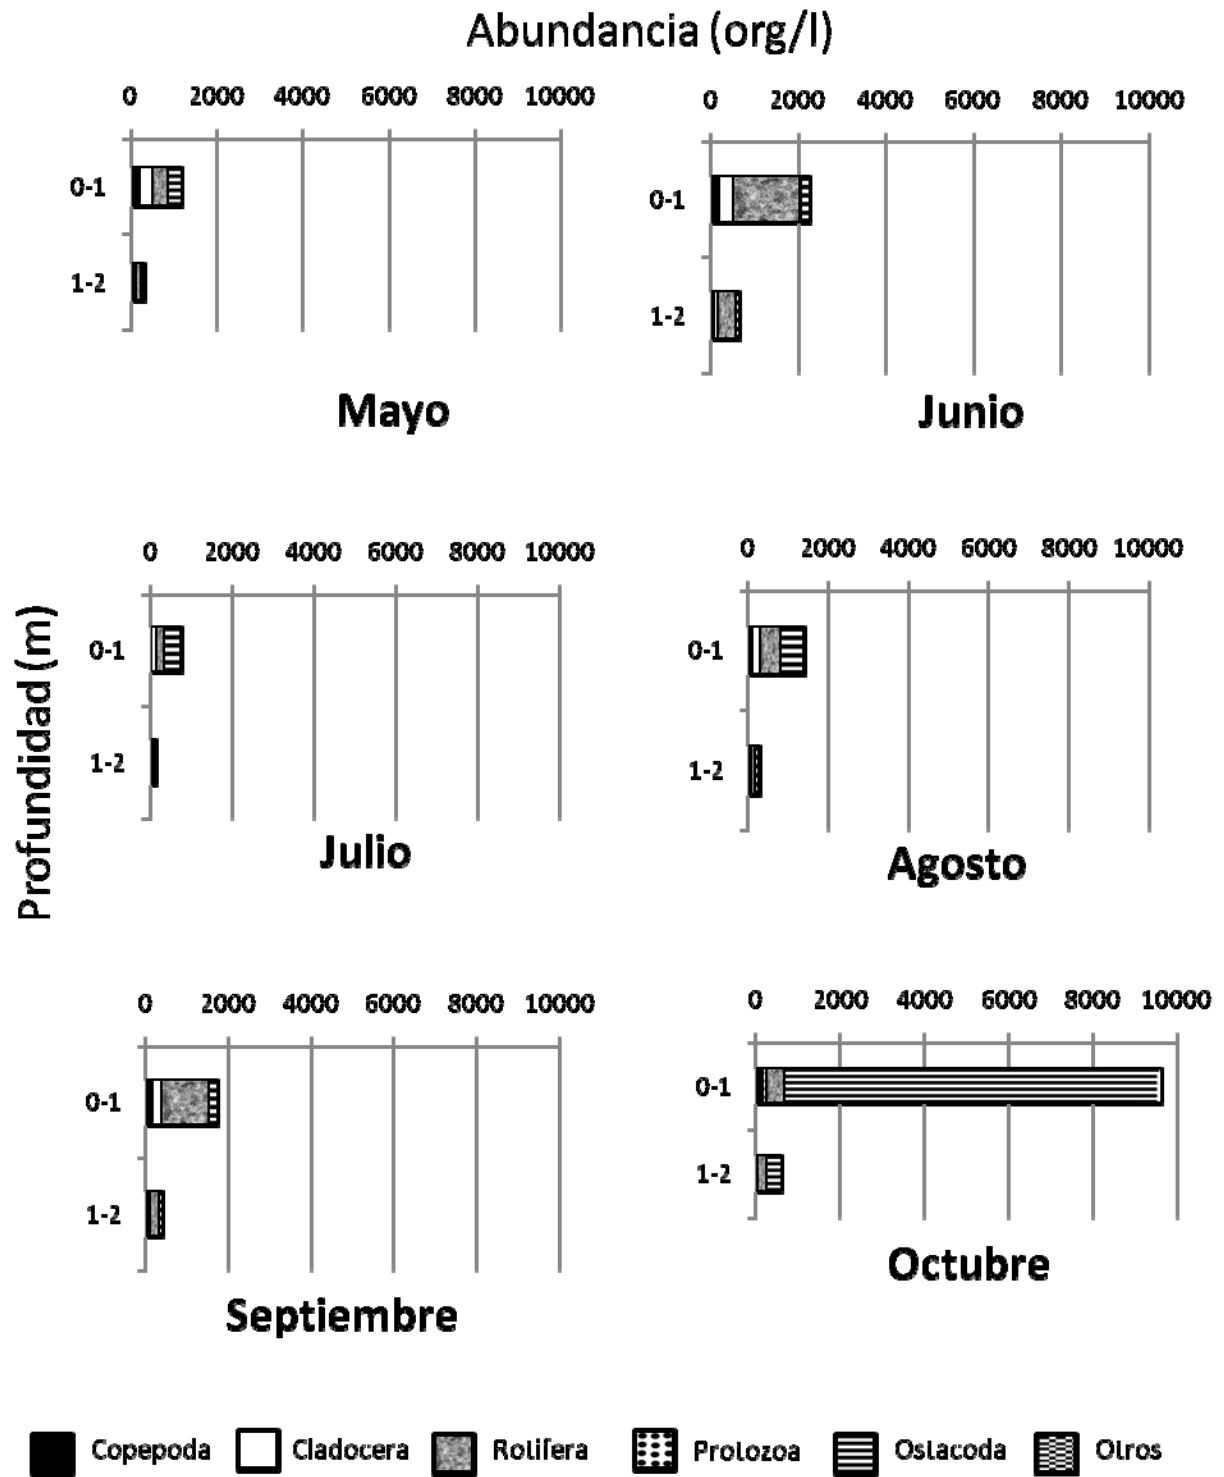 Abundancia (org/l)
0 2000 4000 6000 8000 10000
0-1
1-2
Mayo
0 2000 4000 6000 8000 10000
0-1
1-2
Junio
Profundidad (m)
0 2000 4000 6000 8000 10000
0-1
1-2
Julio
0 2000 4000 6000 8000 10000
0-1
1-2
Agosto
0 2000 4000 6000 8000 10000
0-1
1-2
Septiembre
0 2000 4000 6000 8000 10000
0-1
1-2
Octubre
Copepoda Cladocera Rotifera Protozoa Ostacoda Otros